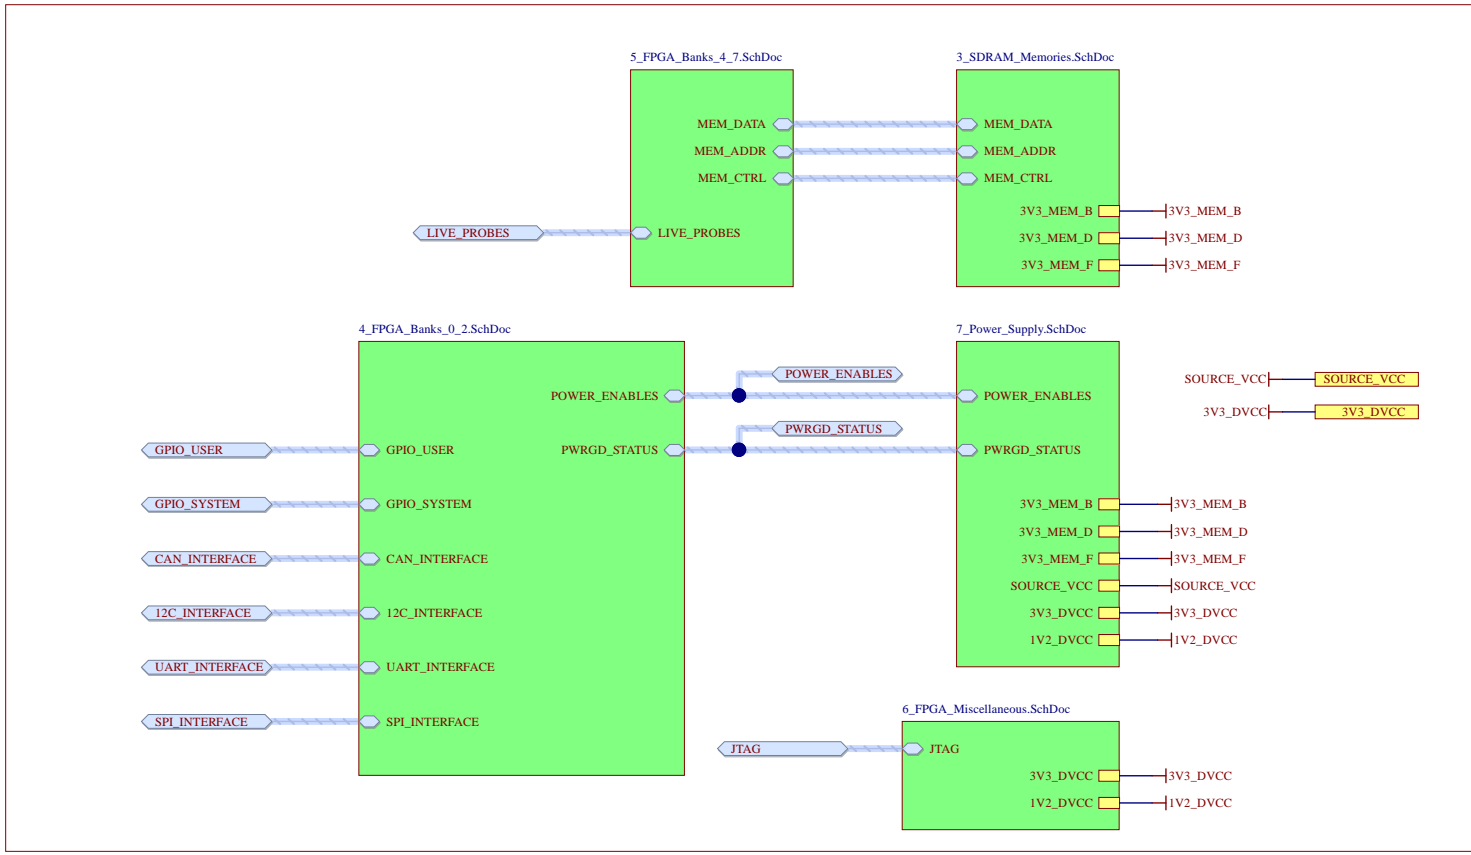 5_FPGA_Banks_4_7.SchDoc
MEM_DATA
MEM_ADDR
MEM_CTRL
LIVE_PROBES
LIVE_PROBES
3_SDRAM_Memories.SchDoc
MEM_DATA
MEM_ADDR
MEM_CTRL
3V3_MEM_B 3V3_MEM_B
3V3_MEM_D 3V3_MEM_D
3V3_MEM_F 3V3_MEM_F
4_FPGA_Banks_0_2.SchDoc
POWER_ENABLES
GPIO_USER GPIO_USER PWRGD_STATUS
GPIO_SYSTEM GPIO_SYSTEM
CAN_INTERFACE CAN_INTERFACE
12C_INTERFACE 12C_INTERFACE
UART_INTERFACE UART_INTERFACE
SPI_INTERFACE SPI_INTERFACE
POWER_ENABLES
PWRGD_STATUS
7_Power_Supply.SchDoc
POWER_ENABLES
PWRGD_STATUS
3V3_MEM_B 3V3_MEM_B
3V3_MEM_D 3V3_MEM_D
3V3_MEM_F 3V3_MEM_F
SOURCE_VCC SOURCE_VCC
3V3_DVCC 3V3_DVCC
1V2_DVCC 1V2_DVCC
SOURCE_VCC SOURCE_VCC
3V3_DVCC 3V3_DVCC
6_FPGA_Miscellaneous.SchDoc
JTAG JTAG
3V3_DVCC 3V3_DVCC
1V2_DVCC 1V2_DVCC